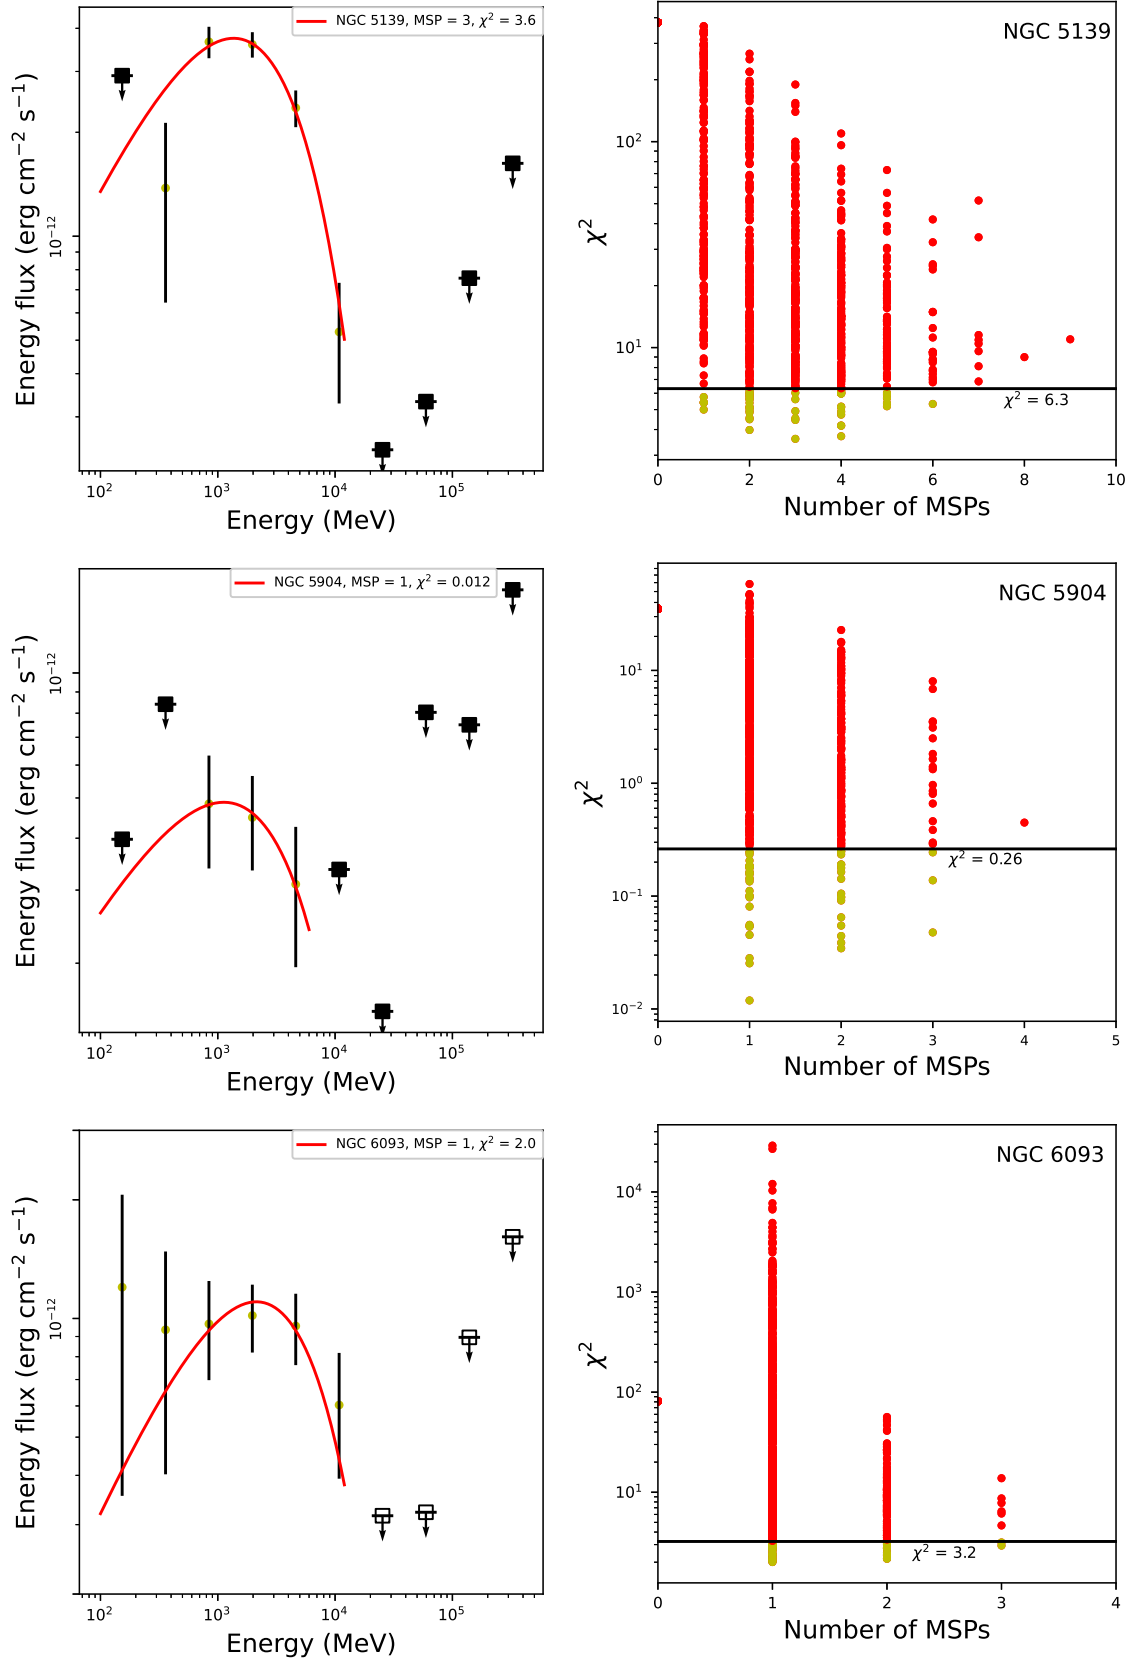 NGC 5139, MSP = 3, χ² = 3.6
Energy flux (erg cm⁻² s⁻¹)
10⁻¹²
10² 10³ 10⁴ 10⁵
Energy (MeV)
NGC 5139
χ²
10²
10¹
χ² = 6.3
0 2 4 6 8 10
Number of MSPs
NGC 5904, MSP = 1, χ² = 0.012
Energy flux (erg cm⁻² s⁻¹)
10⁻¹²
10² 10³ 10⁴ 10⁵
Energy (MeV)
NGC 5904
χ²
10¹
10⁰
10⁻¹
10⁻²
χ² = 0.26
0 1 2 3 4 5
Number of MSPs
NGC 6093, MSP = 1, χ² = 2.0
Energy flux (erg cm⁻² s⁻¹)
10⁻¹²
10² 10³ 10⁴ 10⁵
Energy (MeV)
NGC 6093
χ²
10⁴
10³
10²
10¹
χ² = 3.2
0 1 2 3 4
Number of MSPs